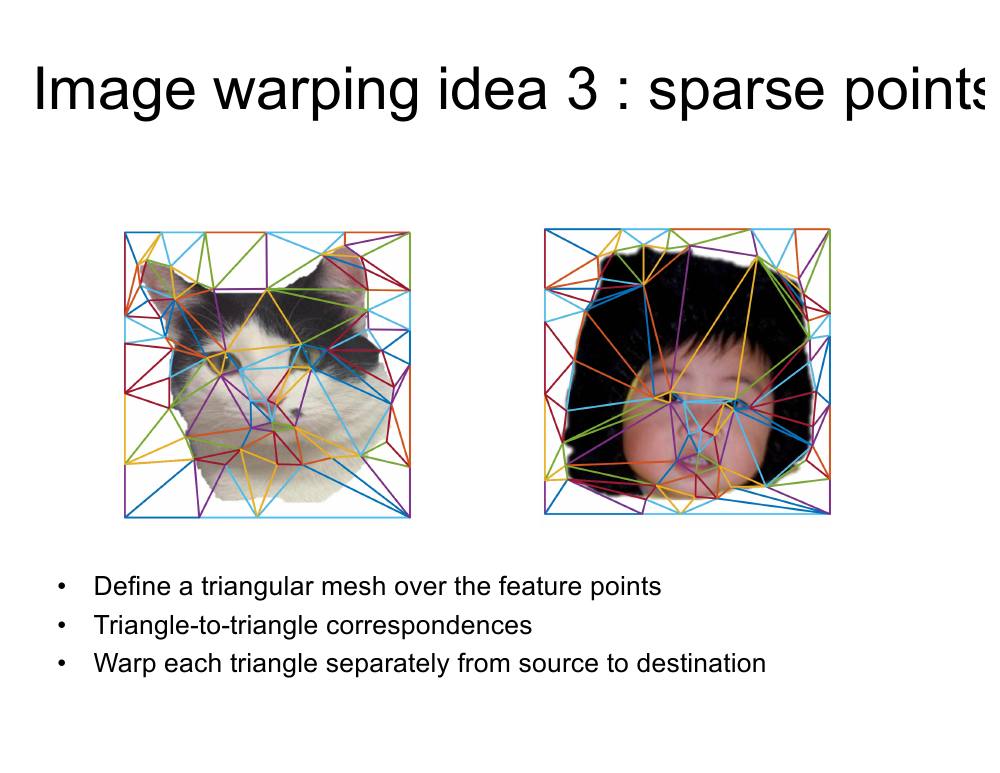 Image warping idea 3 : sparse points
• Define a triangular mesh over the feature points
• Triangle-to-triangle correspondences
• Warp each triangle separately from source to destination